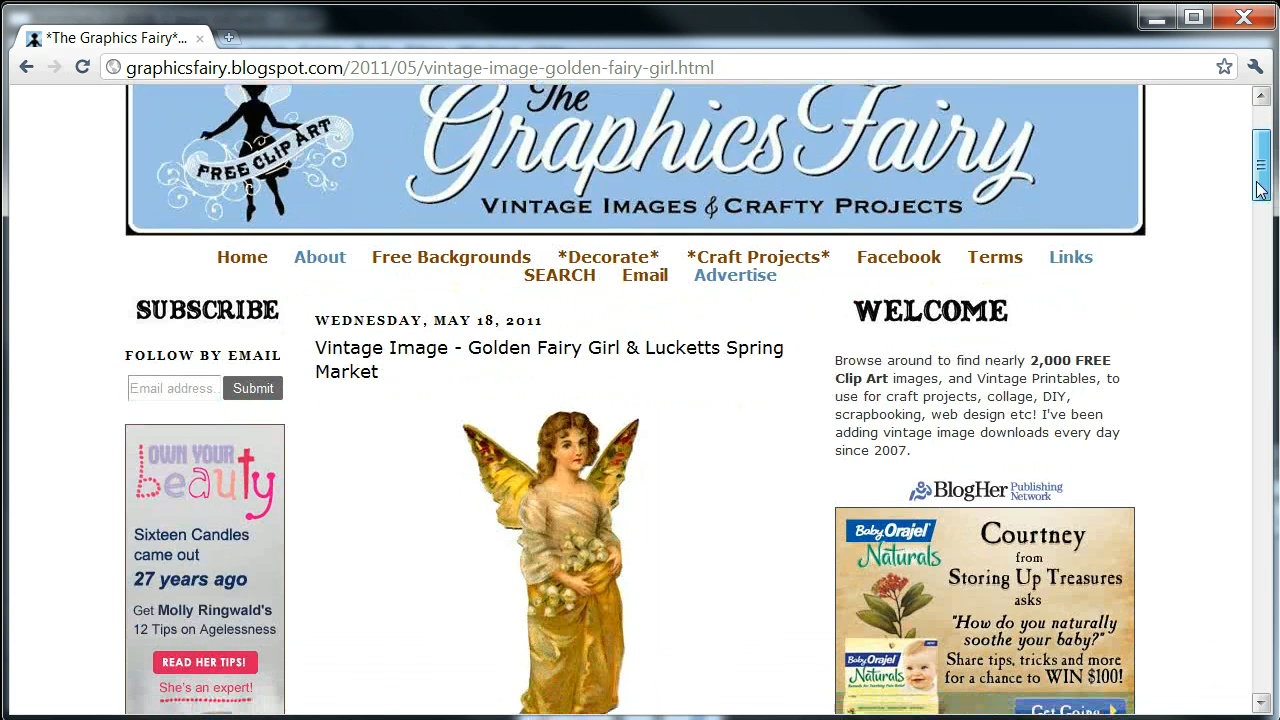 *The Graphics Fairy*...
graphicsfairy.blogspot.com/2011/05/vintage-image-golden-fairy-girl.html
FREE CLIP ART
The
Graphics Fairy
VINTAGE IMAGES & CRAFTY PROJECTS
Home About Free Backgrounds *Decorate* *Craft Projects* Facebook Terms Links
SEARCH Email Advertise
SUBSCRIBE
FOLLOW BY EMAIL
Email address...
Submit
OWN YOUR
beauty
Sixteen Candles
came out
27 years ago
Get Molly Ringwald's
12 Tips on Agelessness
READ HER TIPS!
She's an expert!
WEDNESDAY, MAY 18, 2011
Vintage Image - Golden Fairy Girl & Lucketts Spring
Market
WELCOME
Browse around to find nearly 2,000 FREE
Clip Art images, and Vintage Printables, to
use for craft projects, collage, DIY,
scrapbooking, web design etc! I've been
adding vintage image downloads every day
since 2007.
BlogHer Publishing
Network
Baby Orajel
Naturals
Courtney
from
Storing Up Treasures
asks
"How do you naturally
soothe your baby?"
Share tips, tricks and more
for a chance to WIN $100!
Baby Orajel
Naturals
Get Going